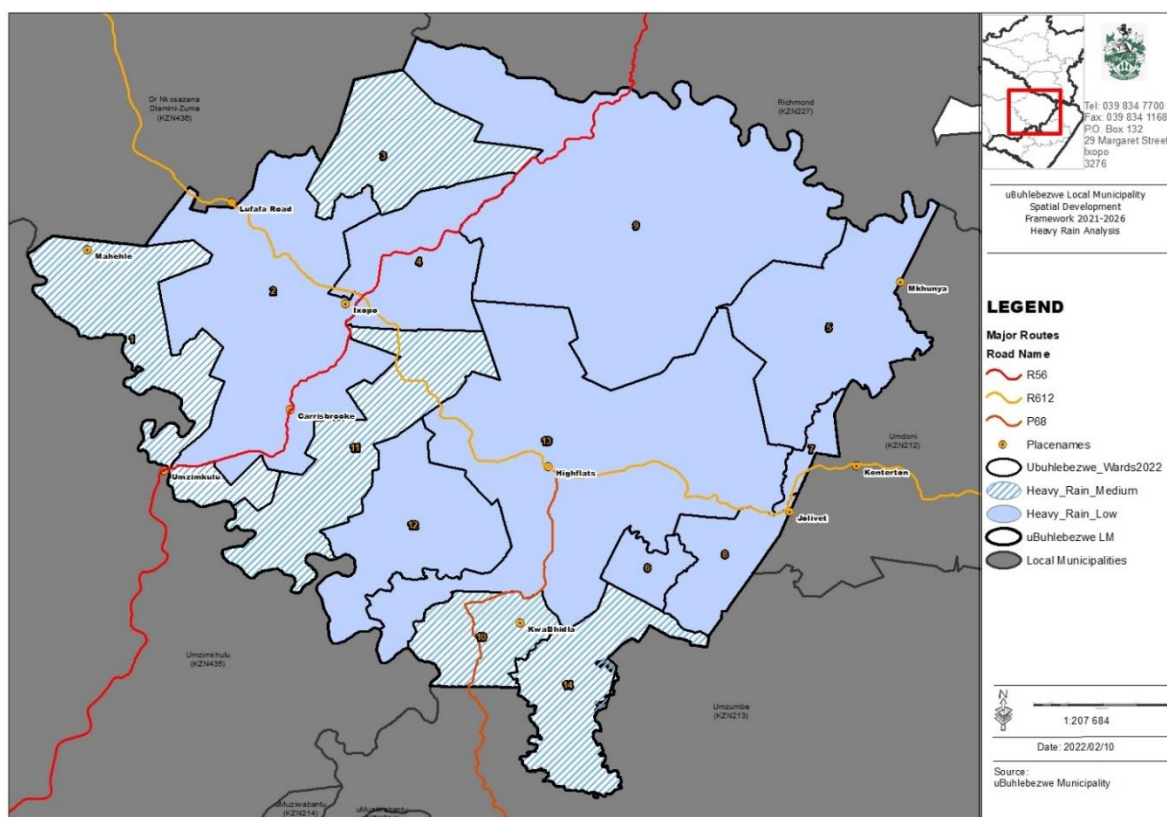 Dr Nkosazana
Dlamini-Zuma
(KZN436)
Richmond
(KZN227)
3
Lufafa Road
Mahehle
9
4
2
Ixopo
Mkhunya
5
1
Carrisbrooke
11
13
7
Umdoni
(KZN212)
Highflats
Kenterton
Umzimkulu
Jolivet
12
6
8
KwaBhidla
10
14
Umzimkhulu
(KZN435)
Umzumbe
(KZN213)
uMuziwabantu
(KZN214)
Tel: 039 834 7700
Fax: 039 834 1168
P.O. Box 132
29 Margaret Street
Ixopo
3276
uBuhlebezwe Local Municipality
Spatial Development
Framework 2021-2026
Heavy Rain Analysis
LEGEND
Major Routes
Road Name
R56
R612
P68
Placenames
Ubuhlebezwe_Wards2022
Heavy_Rain_Medium
Heavy_Rain_Low
uBuhlebezwe LM
Local Municipalities
N
1:207 684
Date: 2022/02/10
Source:
uBuhlebezwe Municipality